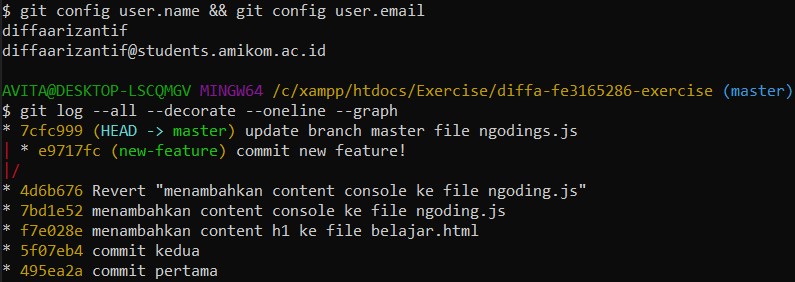 $ git config user.name && git config user.email
diffaarizantif
diffaarizantif@students.amikom.ac.id
AVITA@DESKTOP-LSCQMGV MINGW64 /c/xampp/htdocs/Exercise/diffa-fe3165286-exercise (master)
$ git log --all --decorate --oneline --graph
* 7cfc999 (HEAD -> master) update branch master file ngodings.js
| * e9717fc (new-feature) commit new feature!
|/
* 4d6b676 Revert "menambahkan content console ke file ngoding.js"
* 7bd1e52 menambahkan content console ke file ngoding.js
* f7e028e menambahkan content h1 ke file belajar.html
* 5f07eb4 commit kedua
* 495ea2a commit pertama